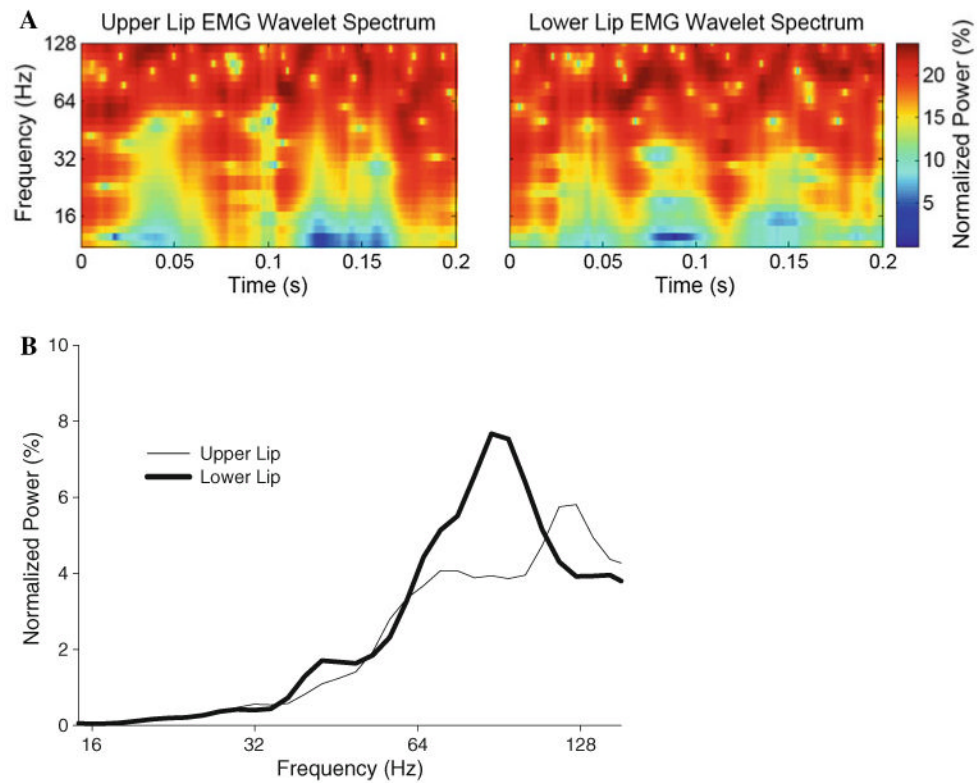 A
Upper Lip EMG Wavelet Spectrum
Lower Lip EMG Wavelet Spectrum
Frequency (Hz)
128
64
32
16
0
0.05
0.1
0.15
0.2
Time (s)
0
0.05
0.1
0.15
0.2
Time (s)
20
15
10
5
Normalized Power (%)
B
Normalized Power (%)
10
8
6
4
2
0
Upper Lip
Lower Lip
16
32
64
128
Frequency (Hz)